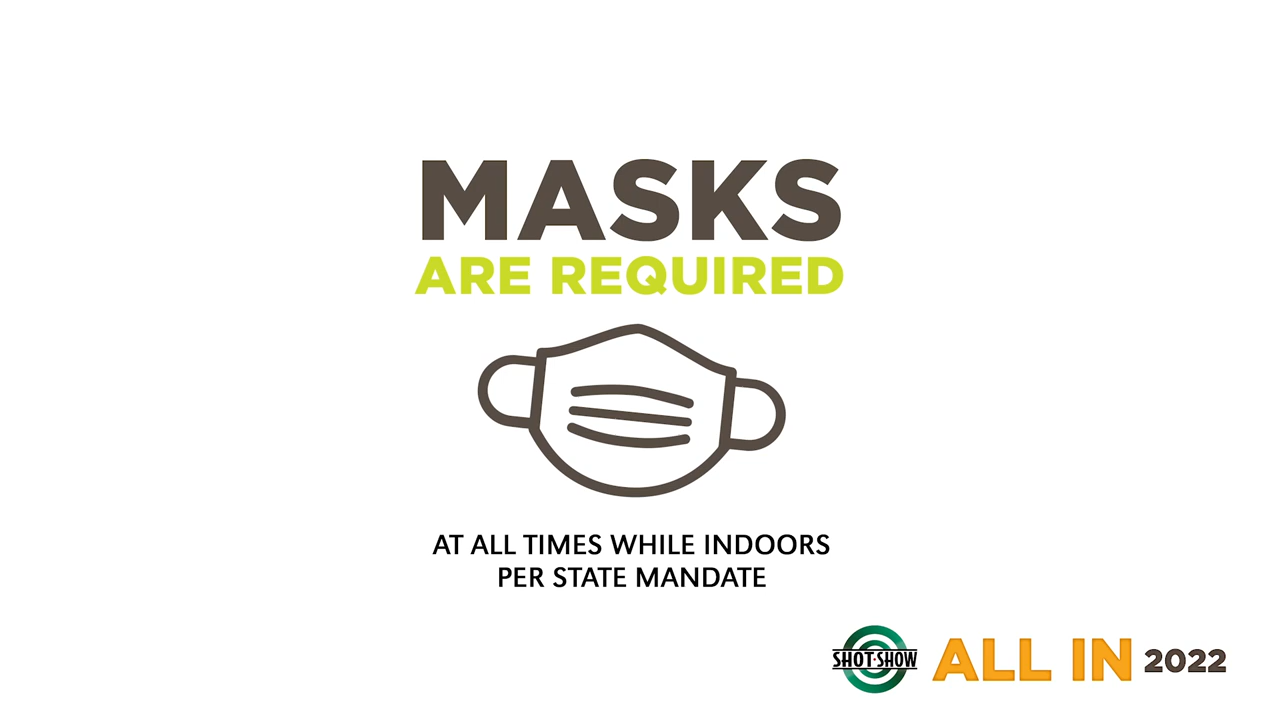 MASKS
ARE REQUIRED
AT ALL TIMES WHILE INDOORS
PER STATE MANDATE
SHOT SHOW ALL IN 2022